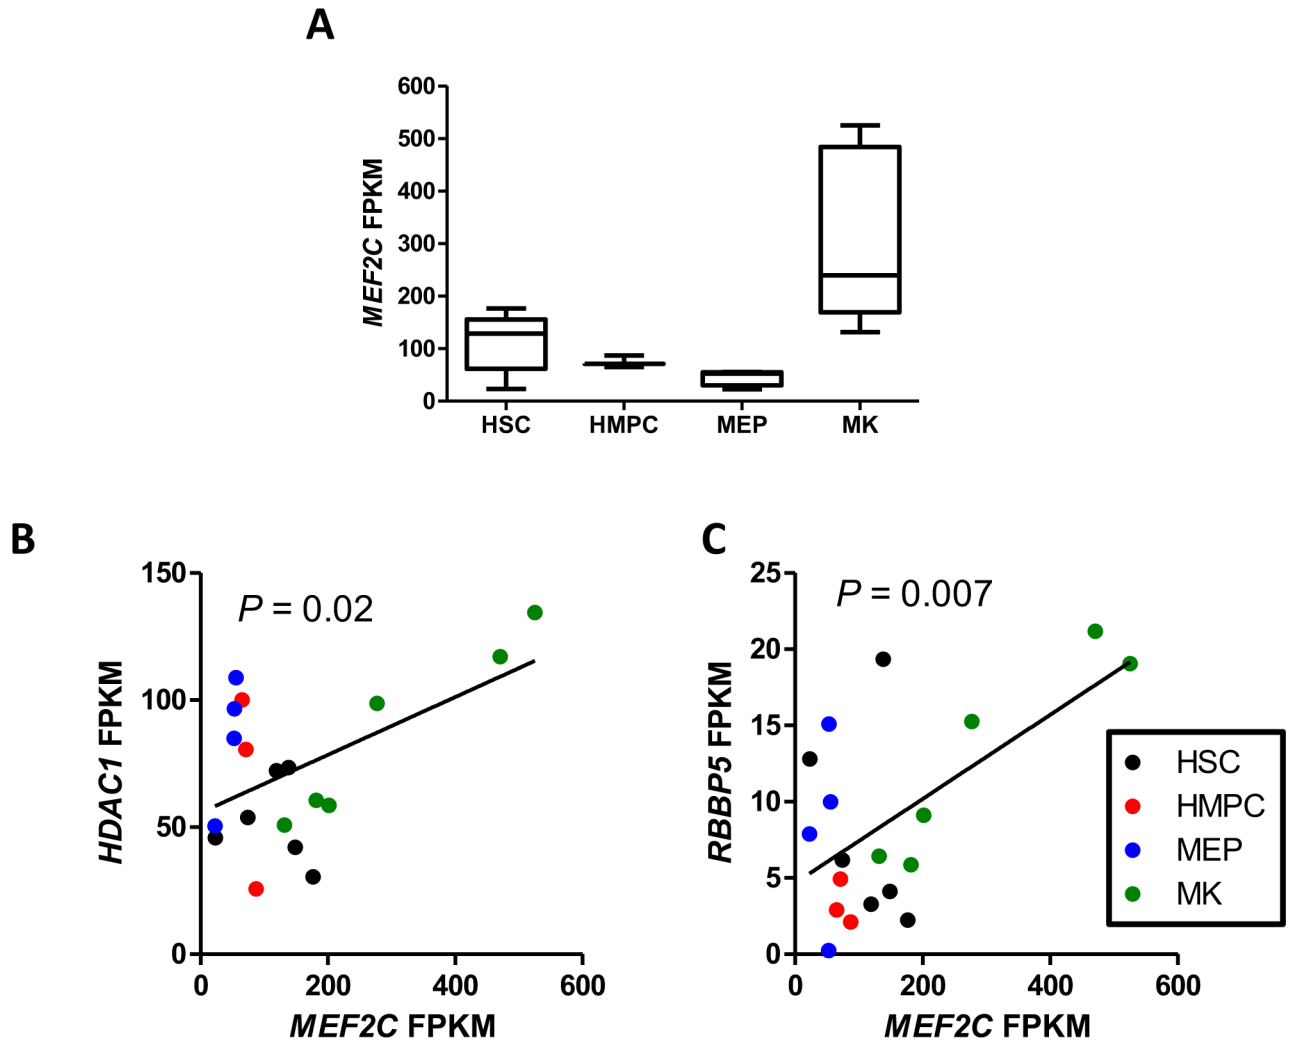 A
600
500
400
300
200
100
0
MEF2C FPKM
HSC HMPC MEP MK
B
150
100
50
0
HDAC1 FPKM
P = 0.02
0 200 400 600
MEF2C FPKM
C
25
20
15
10
5
0
RBBP5 FPKM
P = 0.007
0 200 400 600
MEF2C FPKM
HSC
HMPC
MEP
MK